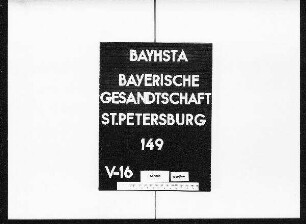 BAYHSTA
BAYERISCHE
GESANDTSCHAFT
ST.PETERSBURG
149
V-16